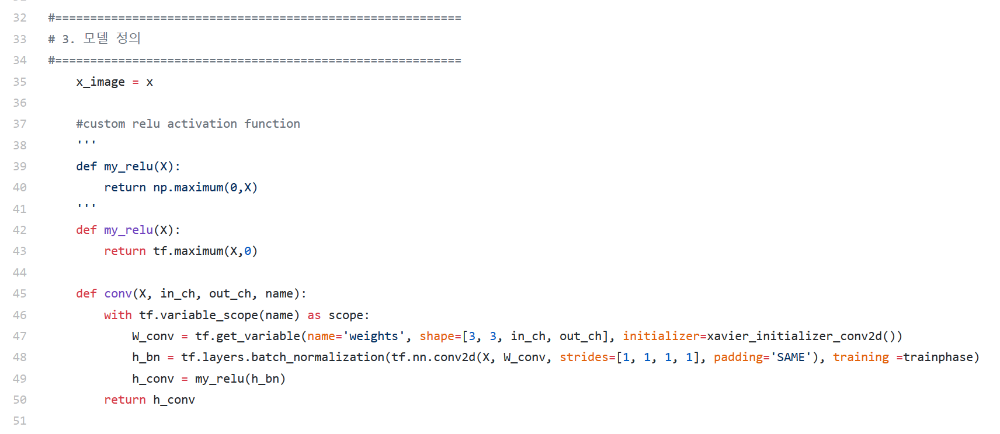 32 #==========================================================
33 # 3. 모델 정의
34 #==========================================================
35 x_image = x
36
37 #custom relu activation function
38 '''
39 def my_relu(X):
40 return np.maximum(0,X)
41 '''
42 def my_relu(X):
43 return tf.maximum(X,0)
44
45 def conv(X, in_ch, out_ch, name):
46 with tf.variable_scope(name) as scope:
47 W_conv = tf.get_variable(name='weights', shape=[3, 3, in_ch, out_ch], initializer=xavier_initializer_conv2d())
48 h_bn = tf.layers.batch_normalization(tf.nn.conv2d(X, W_conv, strides=[1, 1, 1, 1], padding='SAME'), training =trainphase)
49 h_conv = my_relu(h_bn)
50 return h_conv
51